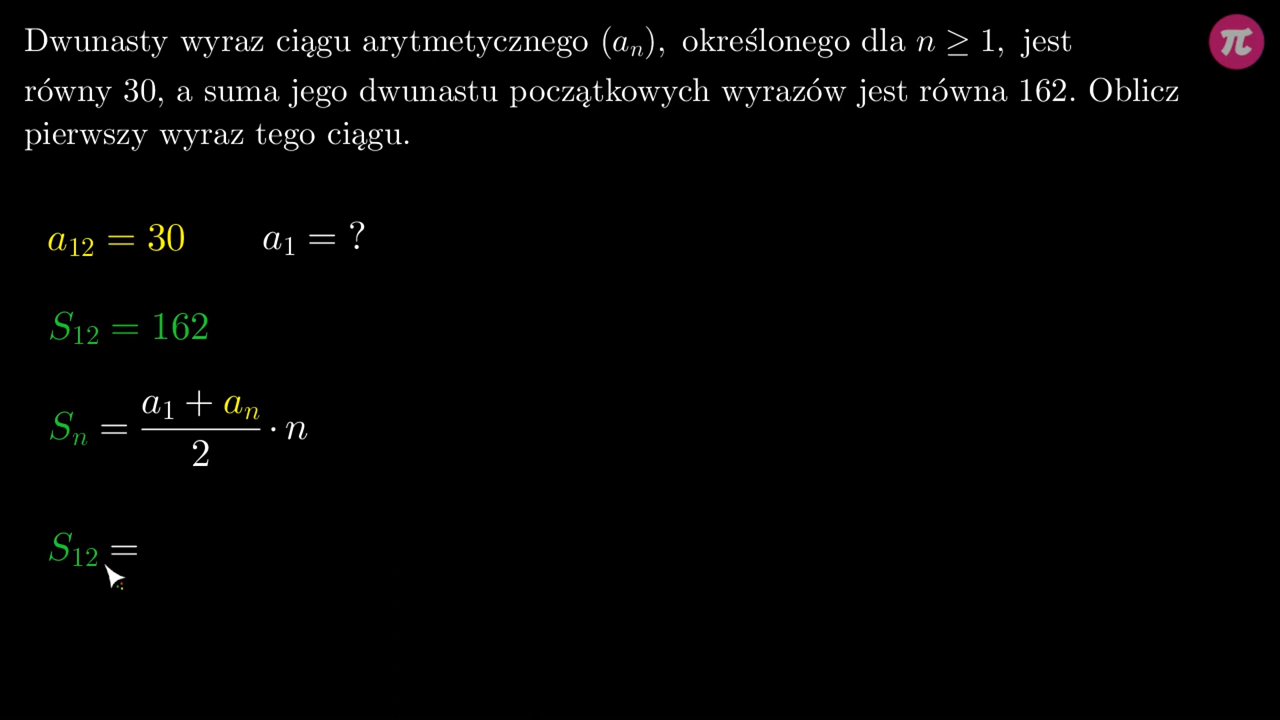 Dwunasty wyraz ciągu arytmetycznego (aₙ), określonego dla n ≥ 1, jest
równy 30, a suma jego dwunastu początkowych wyrazów jest równa 162. Oblicz
pierwszy wyraz tego ciągu.
a₁₂ = 30 a₁ = ?
S₁₂ = 162
Sₙ = (a₁ + aₙ)/2 · n
S₁₂ =
π